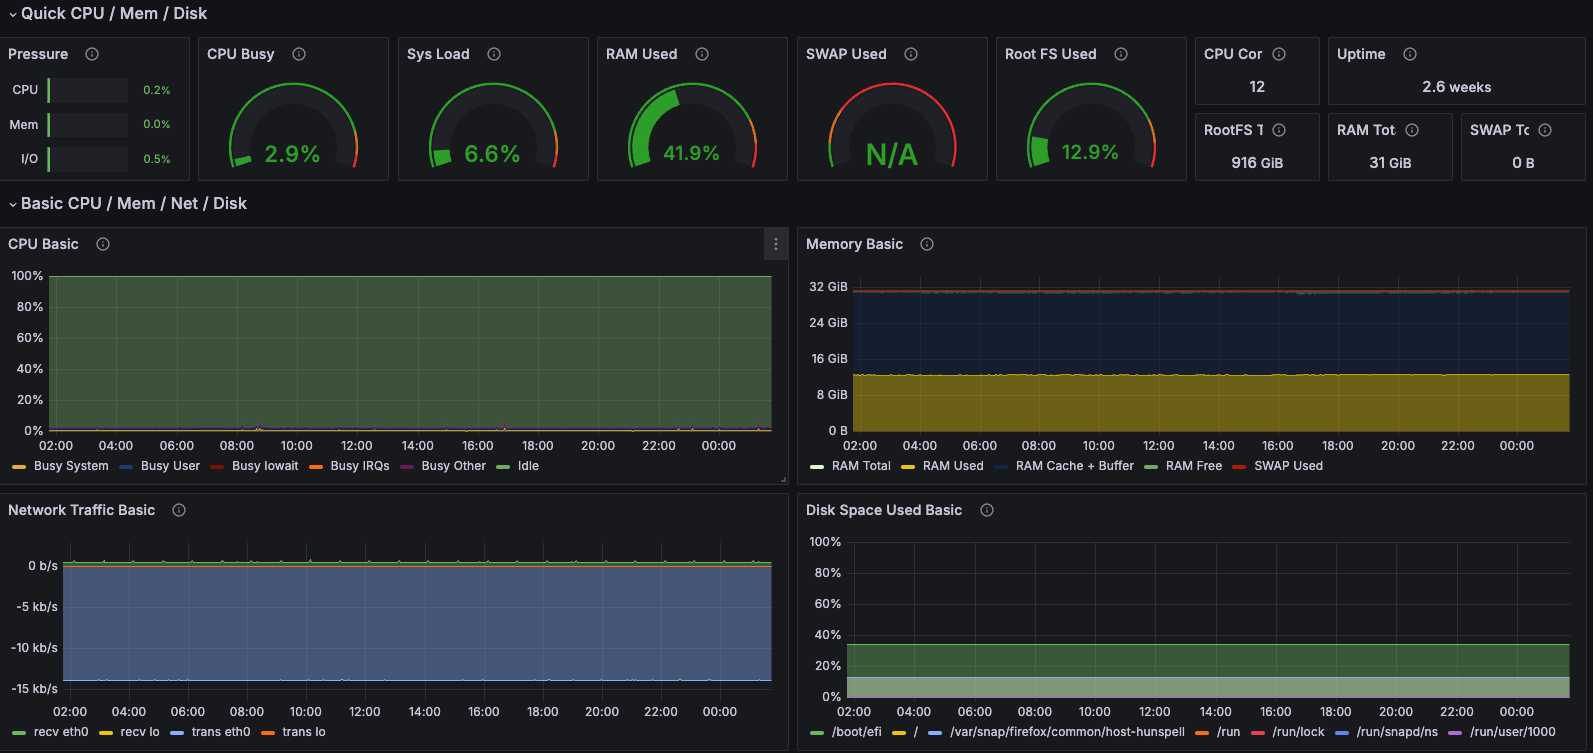 Quick CPU / Mem / Disk
Pressure
CPU Busy
Sys Load
RAM Used
SWAP Used
Root FS Used
CPU Cor
Uptime
CPU 0.2%
Mem 0.0%
I/O 0.5%
2.9%
6.6%
41.9%
N/A
12.9%
12
2.6 weeks
RootFS T
RAM Tot
SWAP To
916 GiB
31 GiB
0 B
Basic CPU / Mem / Net / Disk
CPU Basic
100%
80%
60%
40%
20%
0%
02:00 04:00 06:00 08:00 10:00 12:00 14:00 16:00 18:00 20:00 22:00 00:00
Busy System Busy User Busy Iowait Busy IRQs Busy Other Idle
Memory Basic
32 GiB
24 GiB
16 GiB
8 GiB
0 B
02:00 04:00 06:00 08:00 10:00 12:00 14:00 16:00 18:00 20:00 22:00 00:00
RAM Total RAM Used RAM Cache + Buffer RAM Free SWAP Used
Network Traffic Basic
0 b/s
-5 kb/s
-10 kb/s
-15 kb/s
02:00 04:00 06:00 08:00 10:00 12:00 14:00 16:00 18:00 20:00 22:00 00:00
recv eth0 recv lo trans eth0 trans lo
Disk Space Used Basic
100%
80%
60%
40%
20%
0%
02:00 04:00 06:00 08:00 10:00 12:00 14:00 16:00 18:00 20:00 22:00 00:00
/boot/efi / /var/snap/firefox/common/host-hunspell /run /run/lock /run/snapd/ns /run/user/1000